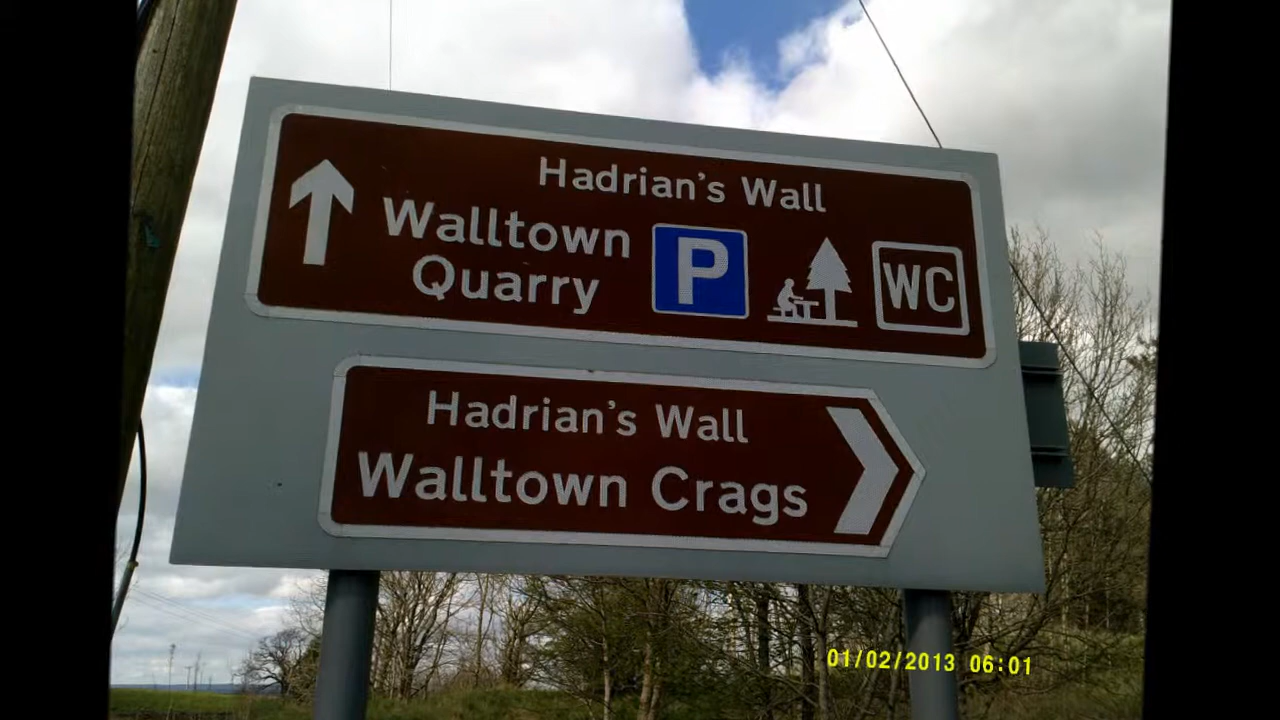 Hadrian's Wall
Walltown
Quarry
P
WC
Hadrian's Wall
Walltown Crags
01/02/2013 06:01